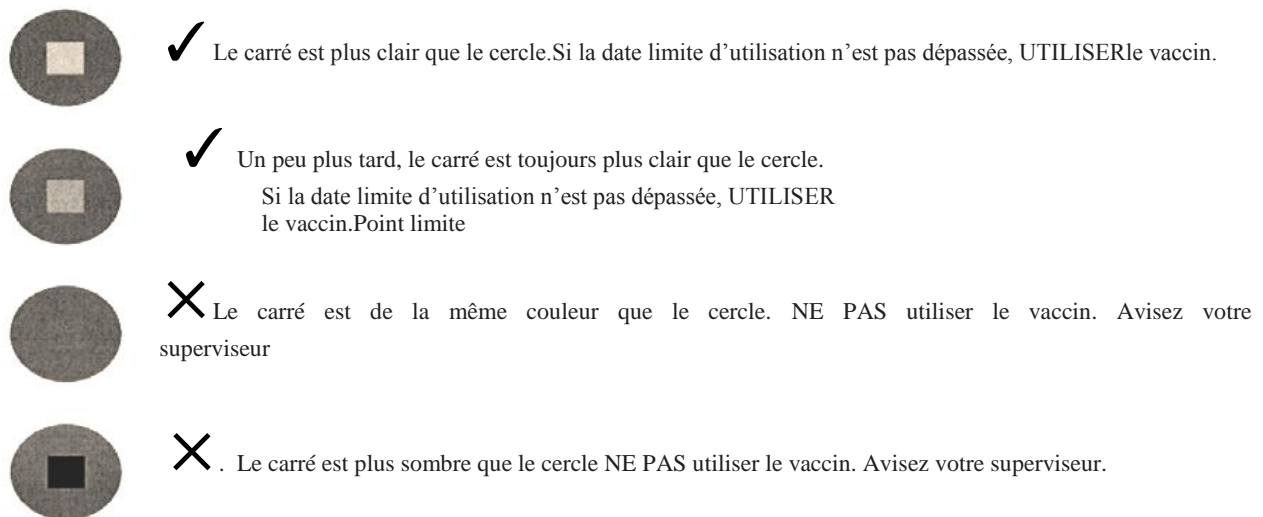 Le carré est plus clair que le cercle.Si la date limite d’utilisation n’est pas dépassée, UTILISERle vaccin.
Un peu plus tard, le carré est toujours plus clair que le cercle.
Si la date limite d’utilisation n’est pas dépassée, UTILISER
le vaccin.Point limite
Le carré est de la même couleur que le cercle. NE PAS utiliser le vaccin. Avisez votre
superviseur
. Le carré est plus sombre que le cercle NE PAS utiliser le vaccin. Avisez votre superviseur.